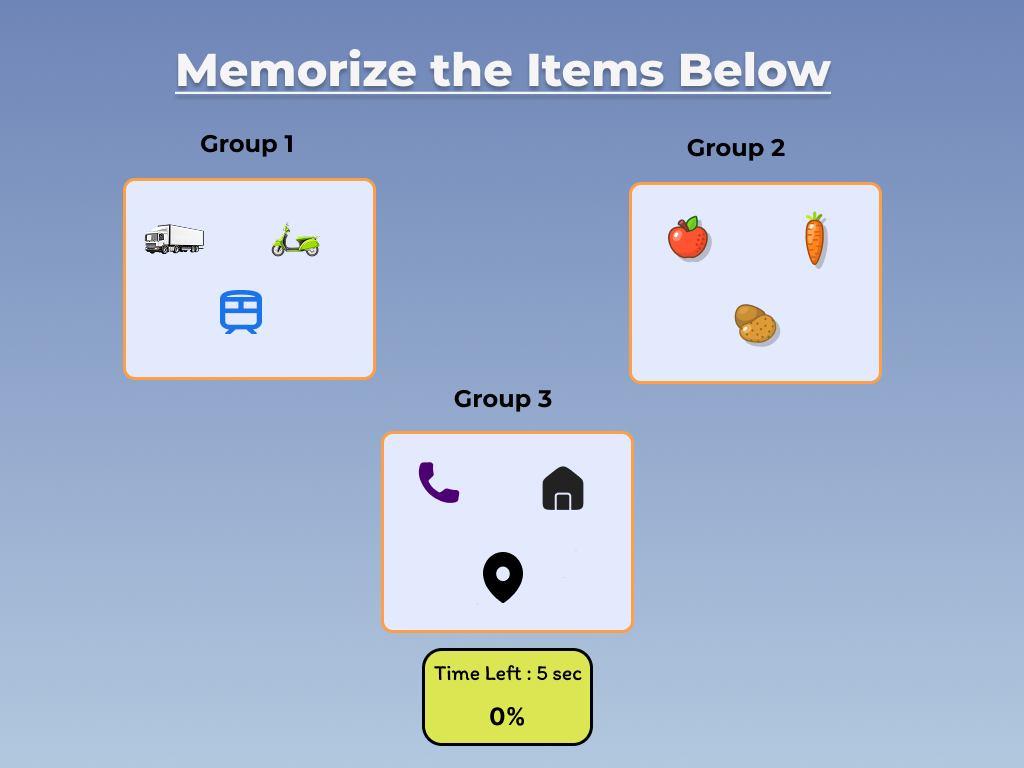 Memorize the Items Below
Group 1
Group 2
Group 3
Time Left : 5 sec
0%